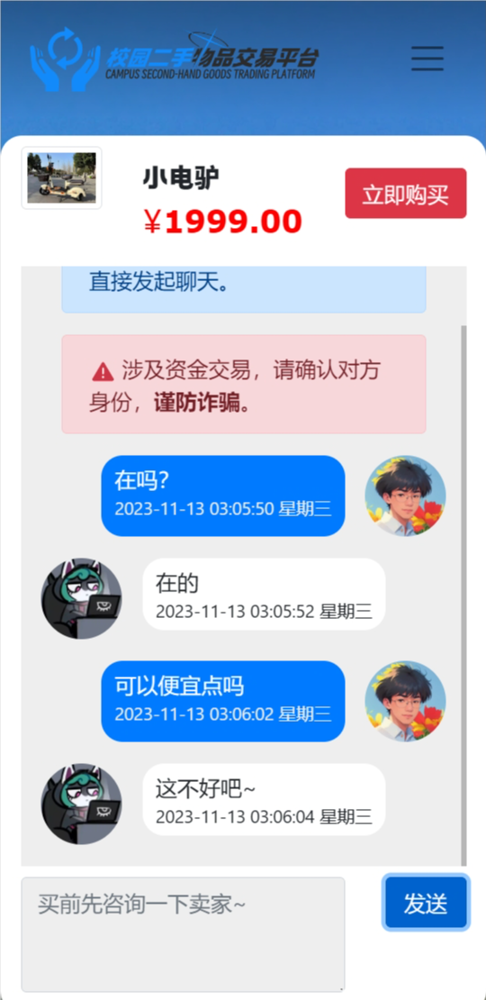 校园二手物品交易平台
CAMPUS SECOND-HAND GOODS TRADING PLATFORM
小电驴
¥1999.00
立即购买
直接发起聊天。
涉及资金交易，请确认对方
身份，谨防诈骗。
在吗？
2023-11-13 03:05:50 星期三
在的
2023-11-13 03:05:52 星期三
可以便宜点吗
2023-11-13 03:06:02 星期三
这不好吧~
2023-11-13 03:06:04 星期三
买前先咨询一下卖家~
发送